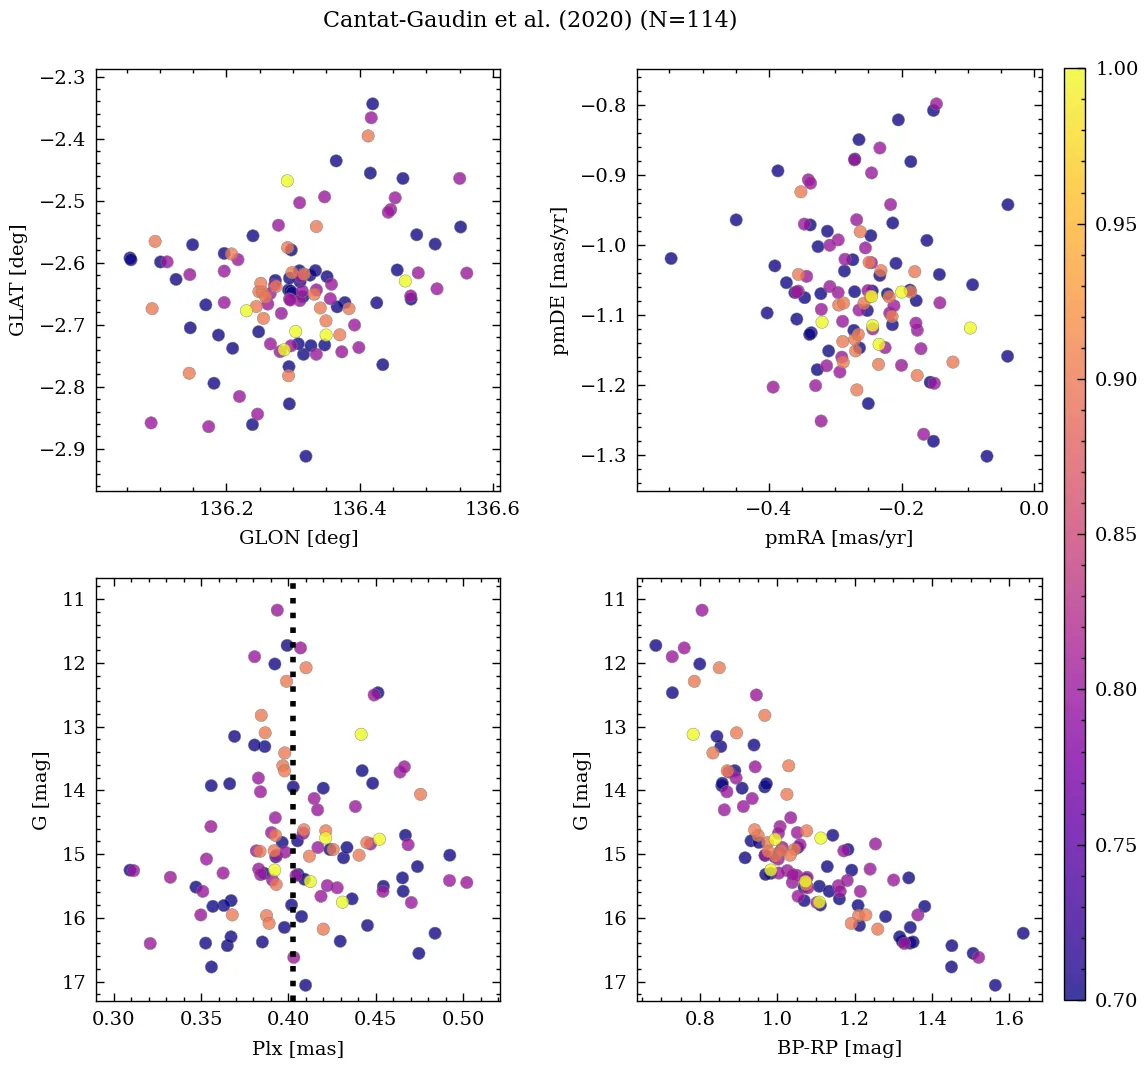 Cantat-Gaudin et al. (2020) (N=114)
−2.3
−2.4
−2.5
−2.6
−2.7
−2.8
−2.9
GLAT [deg]
136.2 136.4 136.6
GLON [deg]
−0.8
−0.9
−1.0
−1.1
−1.2
−1.3
pmDE [mas/yr]
−0.4 −0.2 0.0
pmRA [mas/yr]
11
12
13
14
15
16
17
G [mag]
0.30 0.35 0.40 0.45 0.50
Plx [mas]
11
12
13
14
15
16
17
G [mag]
0.8 1.0 1.2 1.4 1.6
BP-RP [mag]
1.00
0.95
0.90
0.85
0.80
0.75
0.70